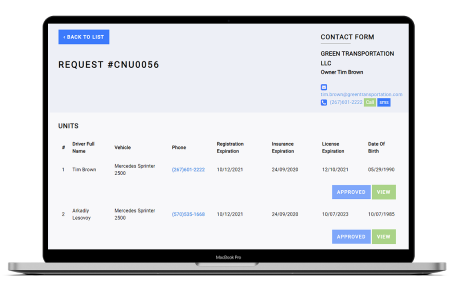 ‹ BACK TO LIST
REQUEST #CNU0056
CONTACT FORM
GREEN TRANSPORTATION
LLC
Owner Tim Brown
tim.brown@greentransportation.com
(267)601-2222 Call sms
UNITS
# Driver Full Name Vehicle Phone Registration Expiration Insurance Expiration License Expiration Date Of Birth
1 Tim Brown Mercedes Sprinter 2500 (267)601-2222 10/12/2021 24/09/2020 12/10/2021 05/29/1990
APPROVED VIEW
2 Arkadiy Lesovoy Mercedes Sprinter 2500 (570)535-1668 10/12/2021 24/09/2020 10/07/2023 10/07/1985
APPROVED VIEW
MacBook Pro